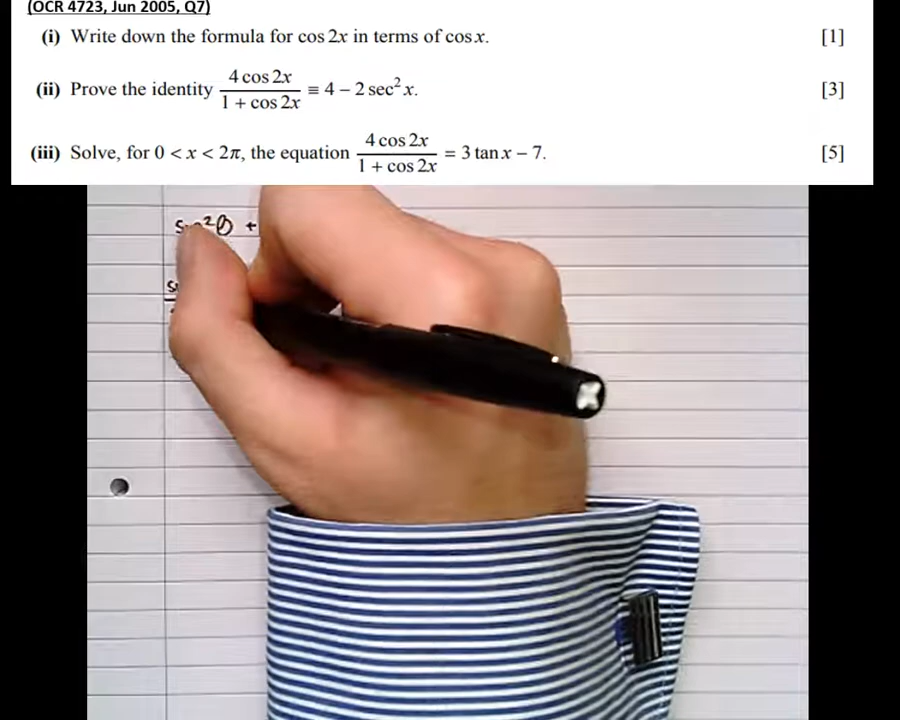 (OCR 4723, Jun 2005, Q7)
(i) Write down the formula for cos 2x in terms of cos x. [1]
(ii) Prove the identity 4 cos 2x / 1 + cos 2x ≡ 4 − 2 sec² x. [3]
(iii) Solve, for 0 < x < 2π, the equation 4 cos 2x / 1 + cos 2x = 3 tan x − 7. [5]